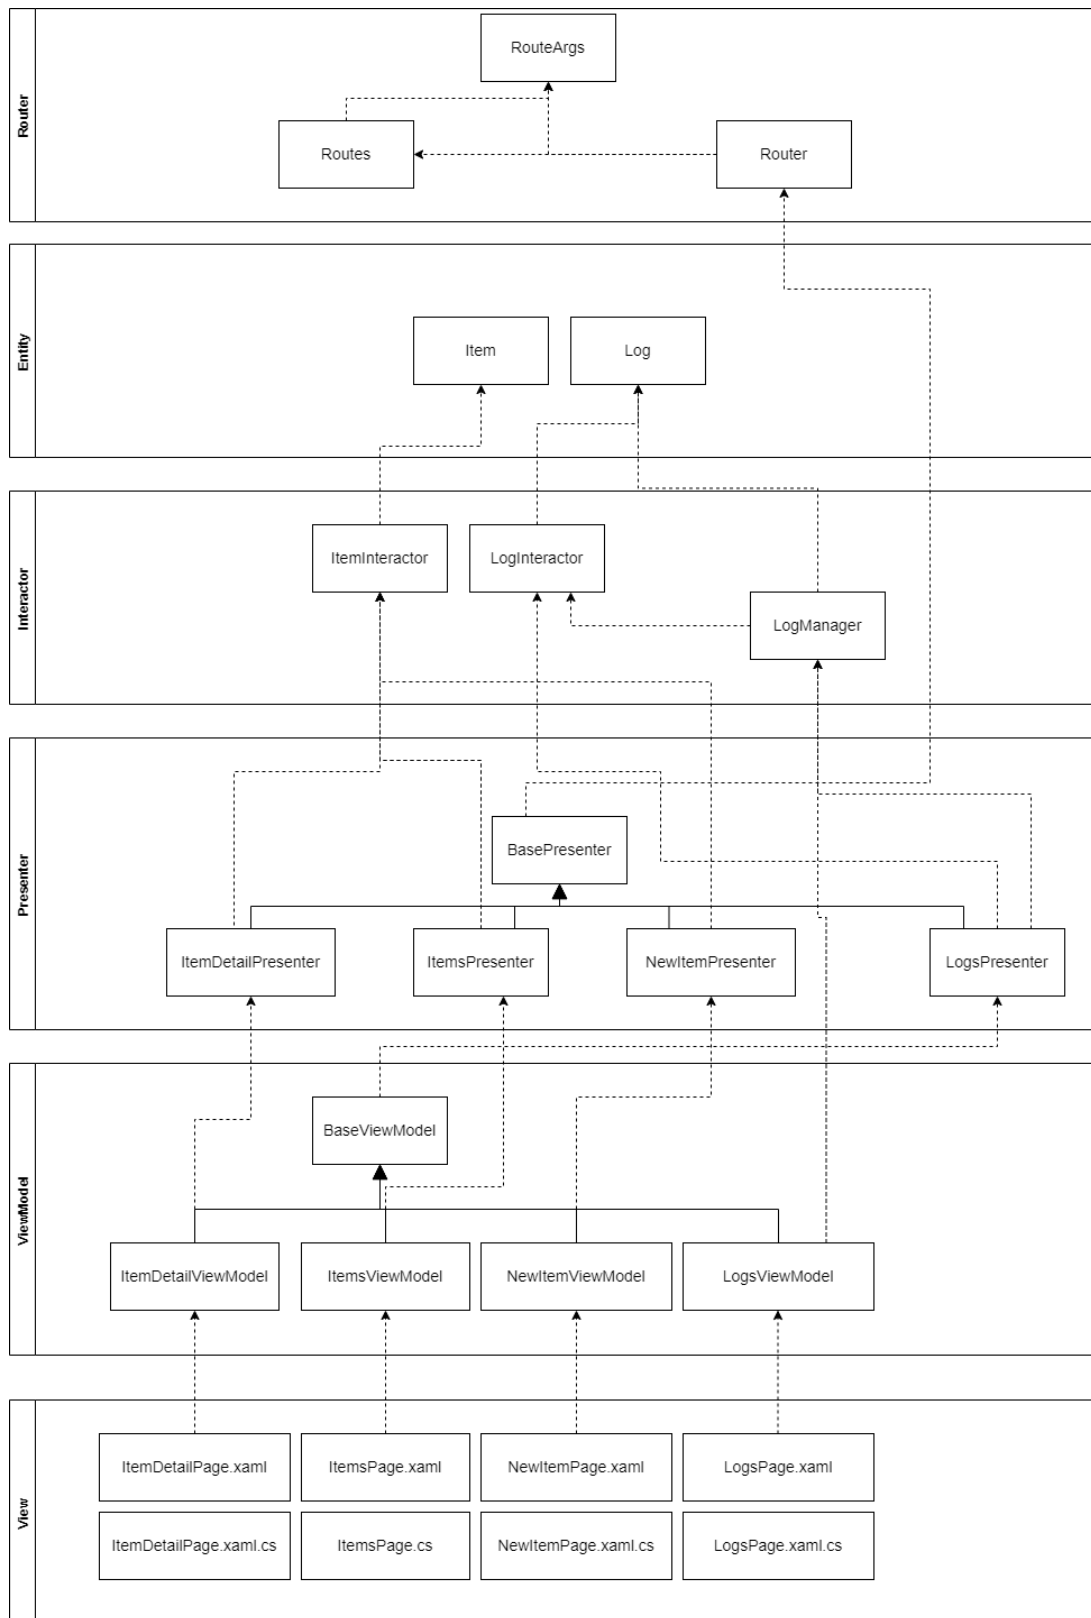 Router
RouteArgs
Routes
Router
Entity
Item
Log
Interactor
ItemInteractor
LogInteractor
LogManager
Presenter
BasePresenter
ItemDetailPresenter
ItemsPresenter
NewItemPresenter
LogsPresenter
ViewModel
BaseViewModel
ItemDetailViewModel
ItemsViewModel
NewItemViewModel
LogsViewModel
View
ItemDetailPage.xaml
ItemsPage.xaml
NewItemPage.xaml
LogsPage.xaml
ItemDetailPage.xaml.cs
ItemsPage.cs
NewItemPage.xaml.cs
LogsPage.xaml.cs